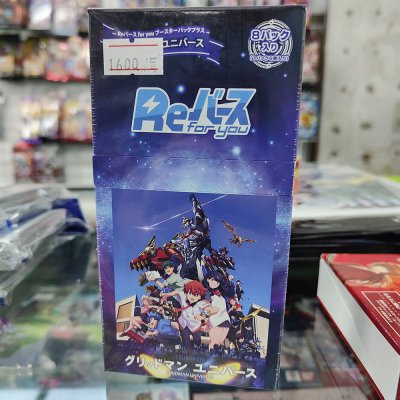 ～Reバース for you ブースターパックプラス～
ユニバース
8パック
入り
1600
Reバース
for you
グリッドマン ユニバース